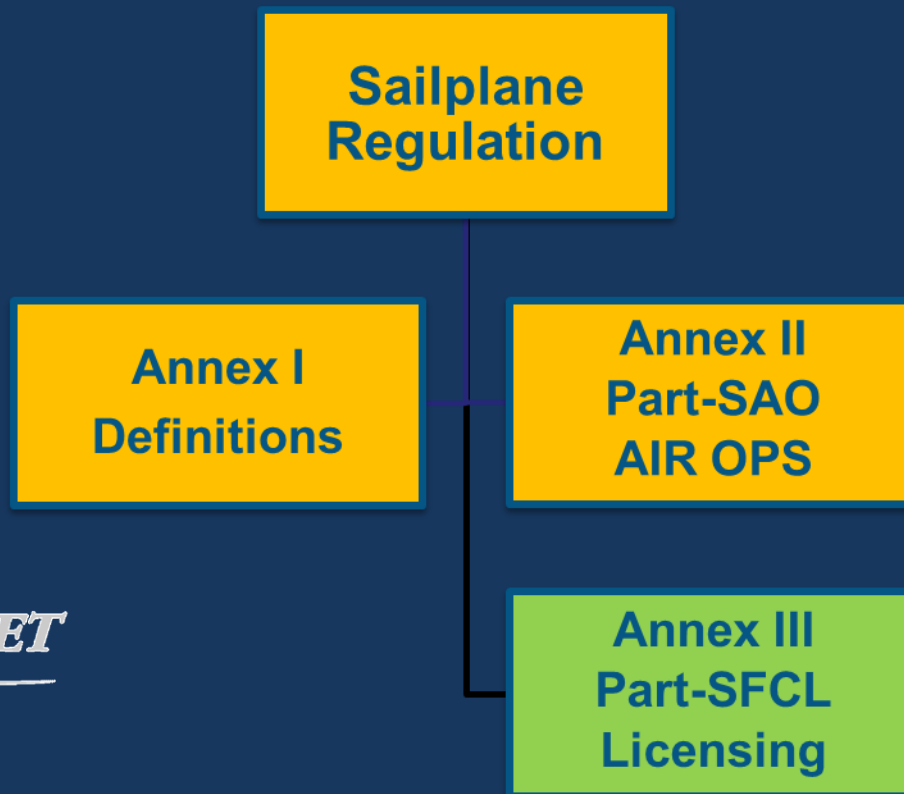 Sailplane
Regulation
Annex I
Definitions
Annex II
Part-SAO
AIR OPS
Annex III
Part-SFCL
Licensing